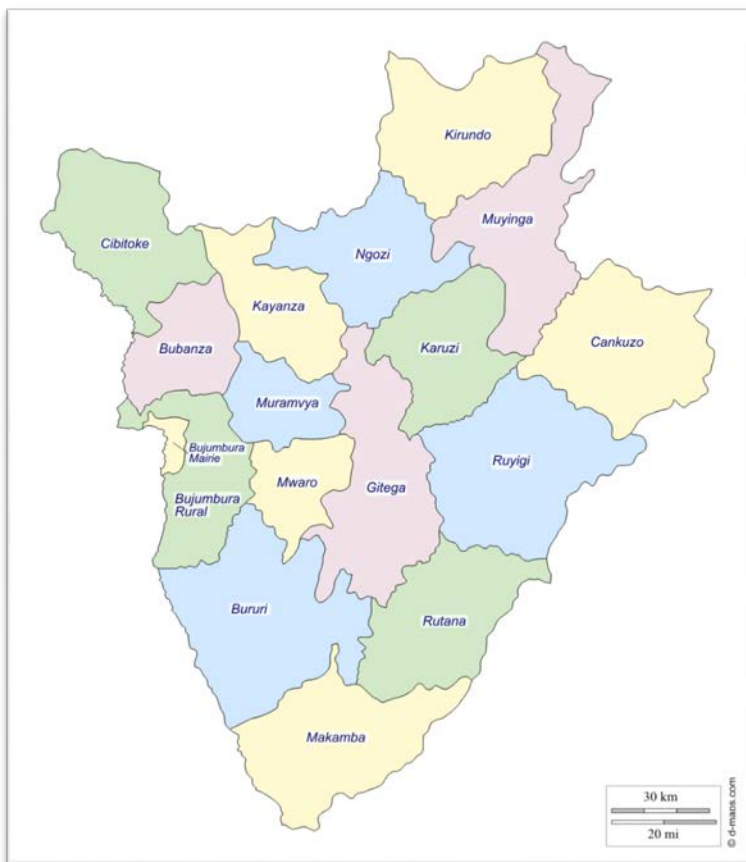 Kirundo
Muyinga
Cibitoke
Ngozi
Kayanza
Bubanza
Karuzi
Cankuzo
Muramvya
Bujumbura
Mairie
Ruyigi
Mwaro
Gitega
Bujumbura
Rural
Bururi
Rutana
Makamba
30 km
20 mi
© d-maps.com